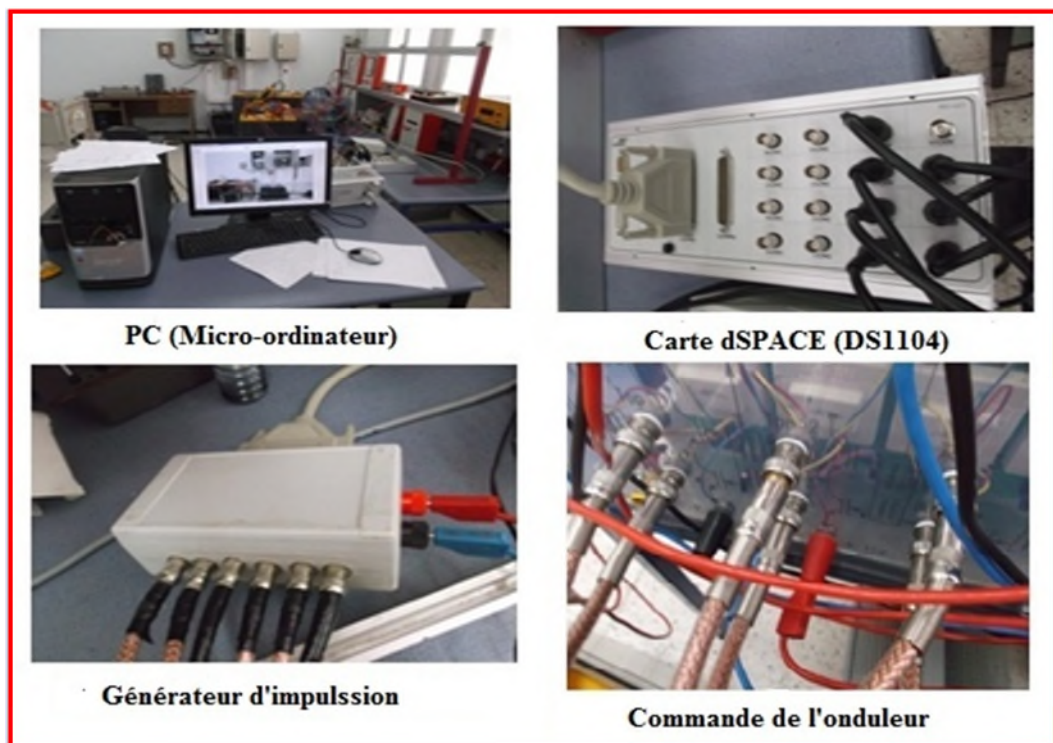 PC (Micro-ordinateur)
Carte dSPACE (DS1104)
Générateur d'impulssion
Commande de l'onduleur